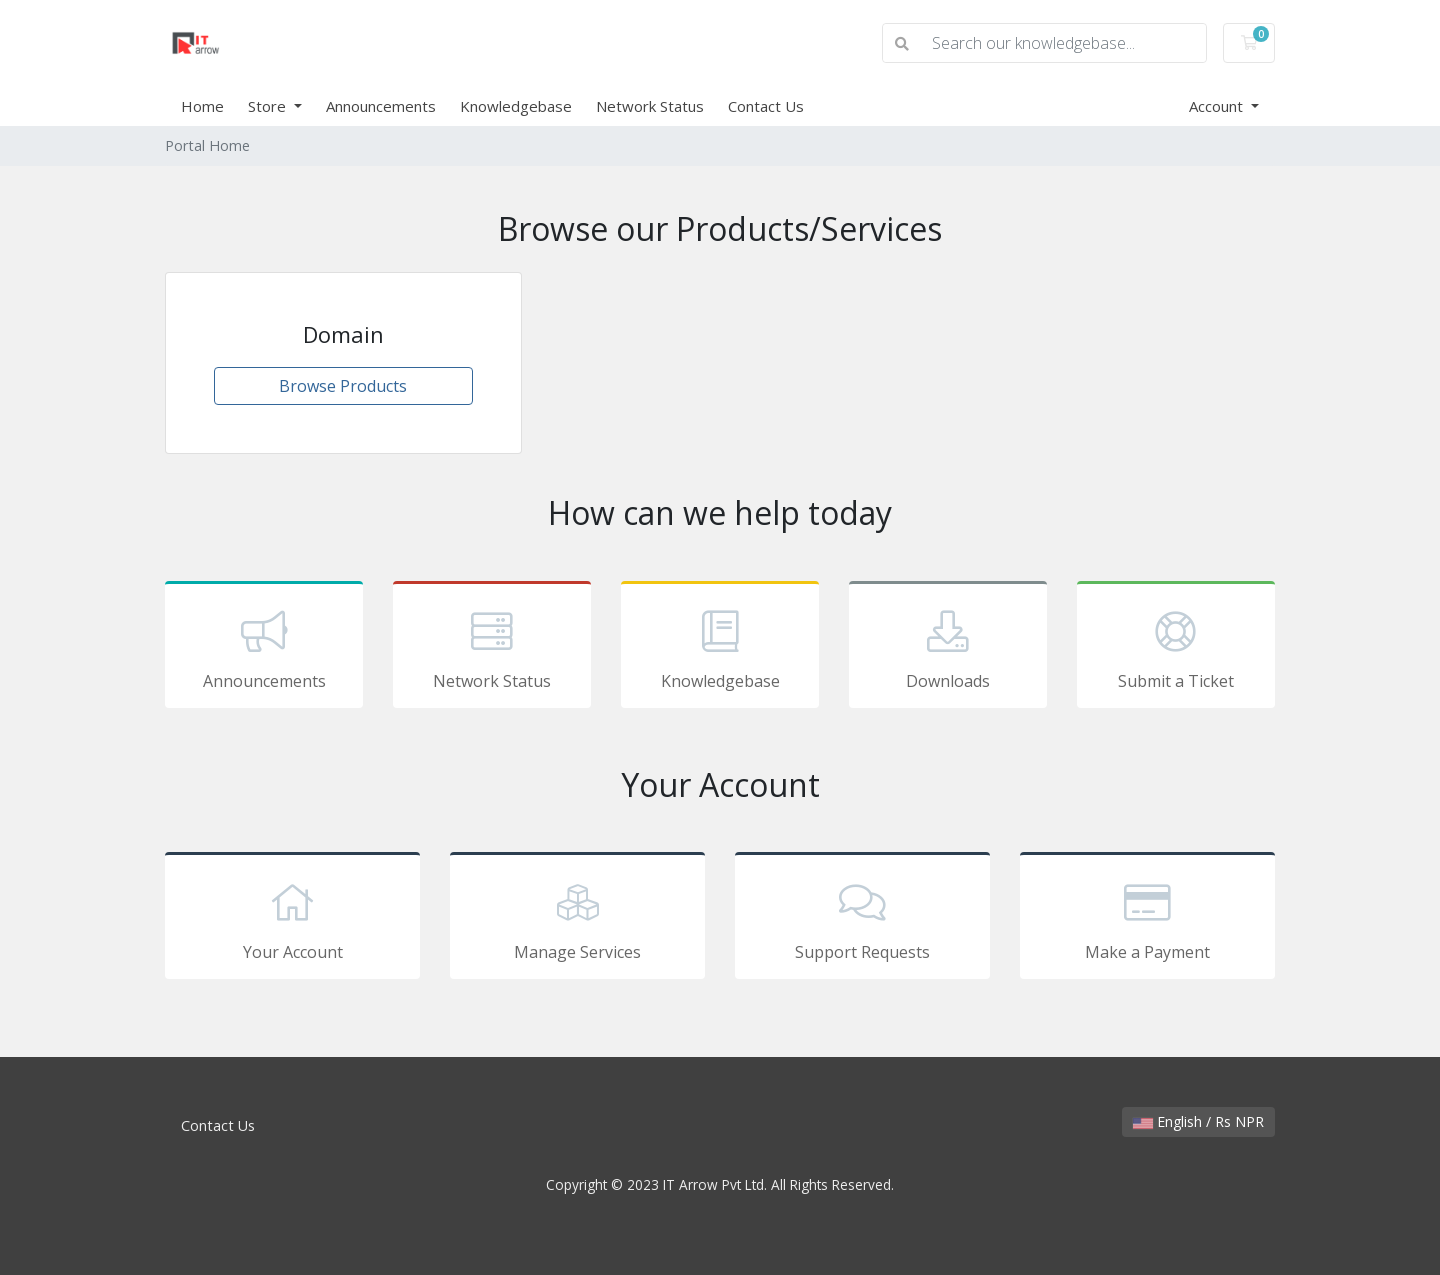 IT
arrow
Search our knowledgebase...
0
Home Store Announcements Knowledgebase Network Status Contact Us Account
Portal Home
Browse our Products/Services
Domain
Browse Products
How can we help today
Announcements Network Status Knowledgebase Downloads Submit a Ticket
Your Account
Your Account Manage Services Support Requests Make a Payment
Contact Us English / Rs NPR
Copyright © 2023 IT Arrow Pvt Ltd. All Rights Reserved.